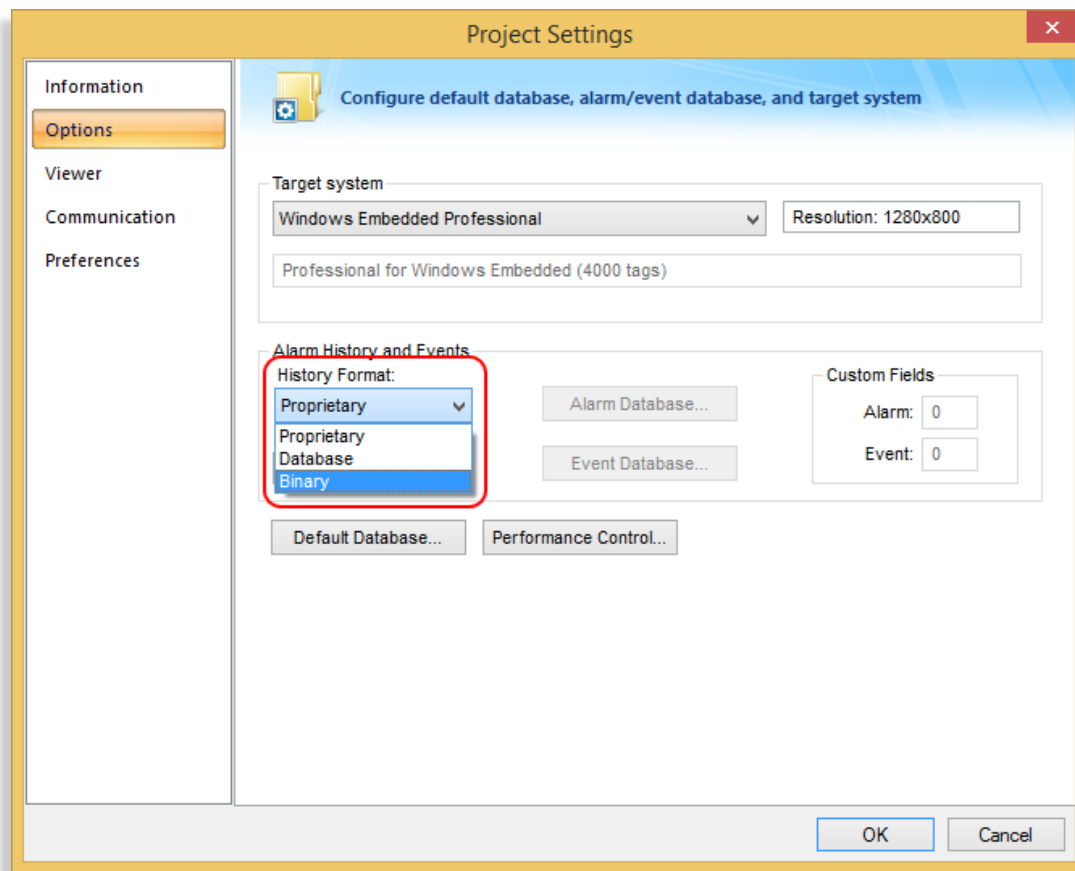 Project Settings
Information
Options
Viewer
Communication
Preferences
Configure default database, alarm/event database, and target system
Target system
Windows Embedded Professional
Resolution: 1280x800
Professional for Windows Embedded (4000 tags)
Alarm History and Events
History Format:
Proprietary
Proprietary
Database
Binary
Alarm Database...
Event Database...
Custom Fields
Alarm: 0
Event: 0
Default Database...
Performance Control...
OK
Cancel